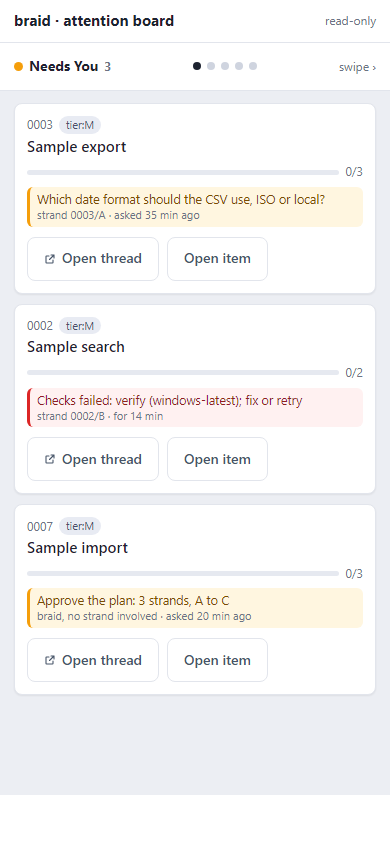 braid · attention board
read-only
Needs You 3
swipe ›
0003 tier:M
Sample export
0/3
Which date format should the CSV use, ISO or local?
strand 0003/A · asked 35 min ago
Open thread
Open item
0002 tier:M
Sample search
0/2
Checks failed: verify (windows-latest); fix or retry
strand 0002/B · for 14 min
Open thread
Open item
0007 tier:M
Sample import
0/3
Approve the plan: 3 strands, A to C
braid, no strand involved · asked 20 min ago
Open thread
Open item